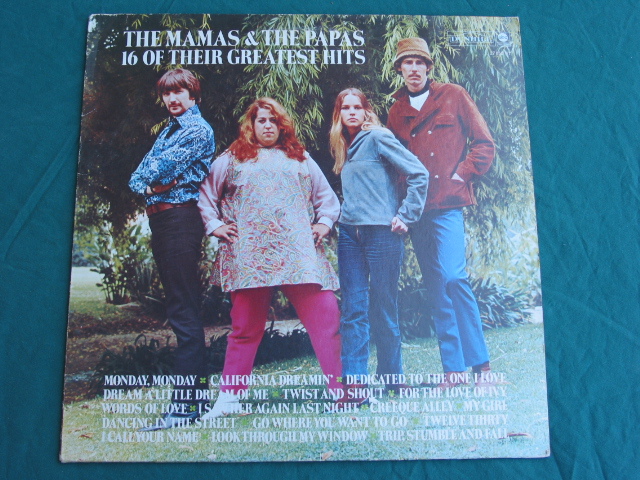 THE MAMAS & THE PAPAS
16 OF THEIR GREATEST HITS
DUNHILL
MONDAY, MONDAY CALIFORNIA DREAMIN' DEDICATED TO THE ONE I LOVE
DREAM A LITTLE DREAM OF ME TWIST AND SHOUT FOR THE LOVE OF IVY
WORDS OF LOVE I SAW HER AGAIN LAST NIGHT CREEQUE ALLEY MY GIRL
DANCING IN THE STREET GO WHERE YOU WANT TO GO TWELVE THIRTY
I CALL YOUR NAME LOOK THROUGH MY WINDOW TRIP, STUMBLE AND FALL